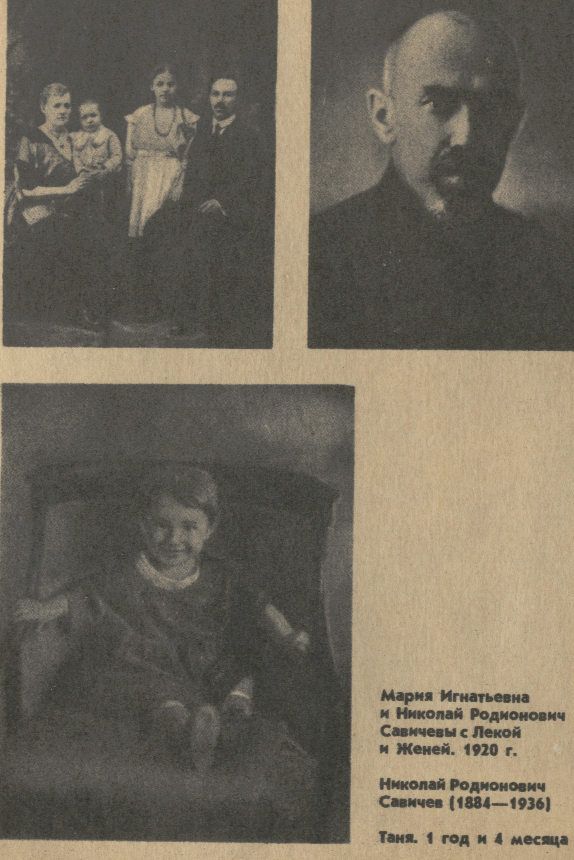 Мария Игнатьевна
и Николай Родионович
Савичевы с Лекой
и Женей. 1920 г.
Николай Родионович
Савичев (1884—1936)
Таня. 1 год и 4 месяца